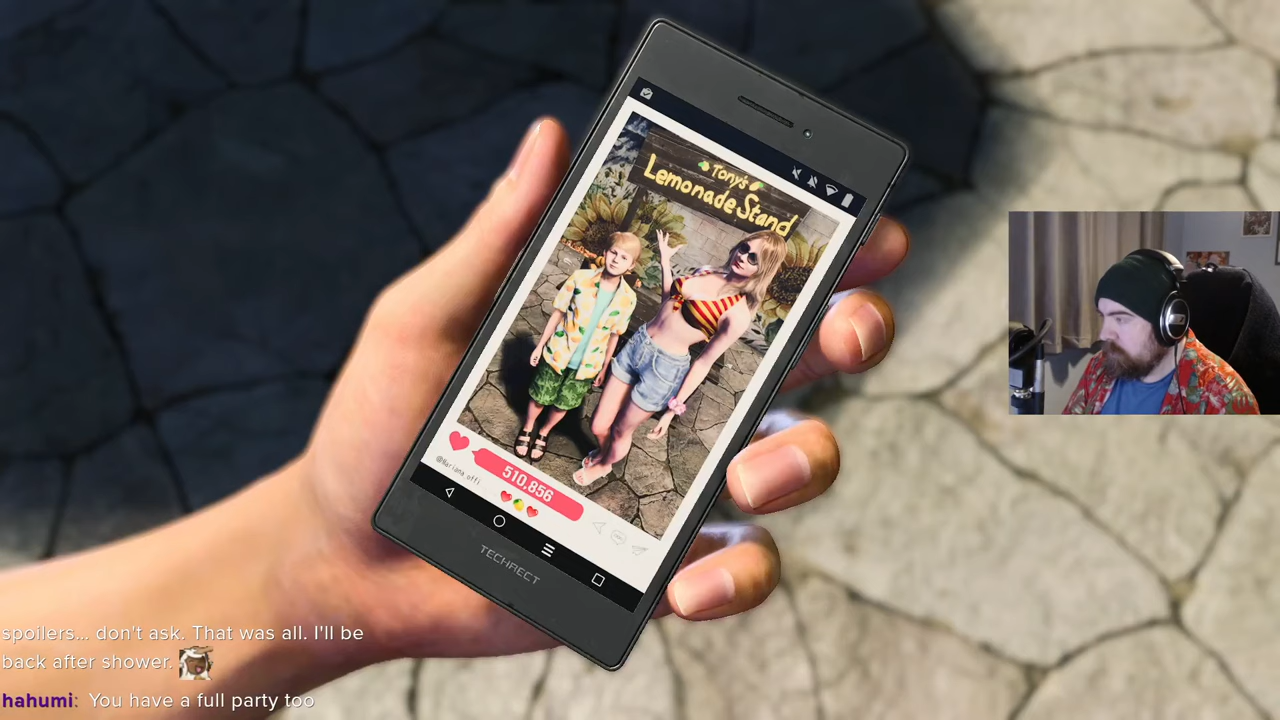 Tony's
Lemonade Stand
510,856
@Mariana_offi
TECHRECT
spoilers... don't ask. That was all. I'll be
back after shower.
hahumi: You have a full party too